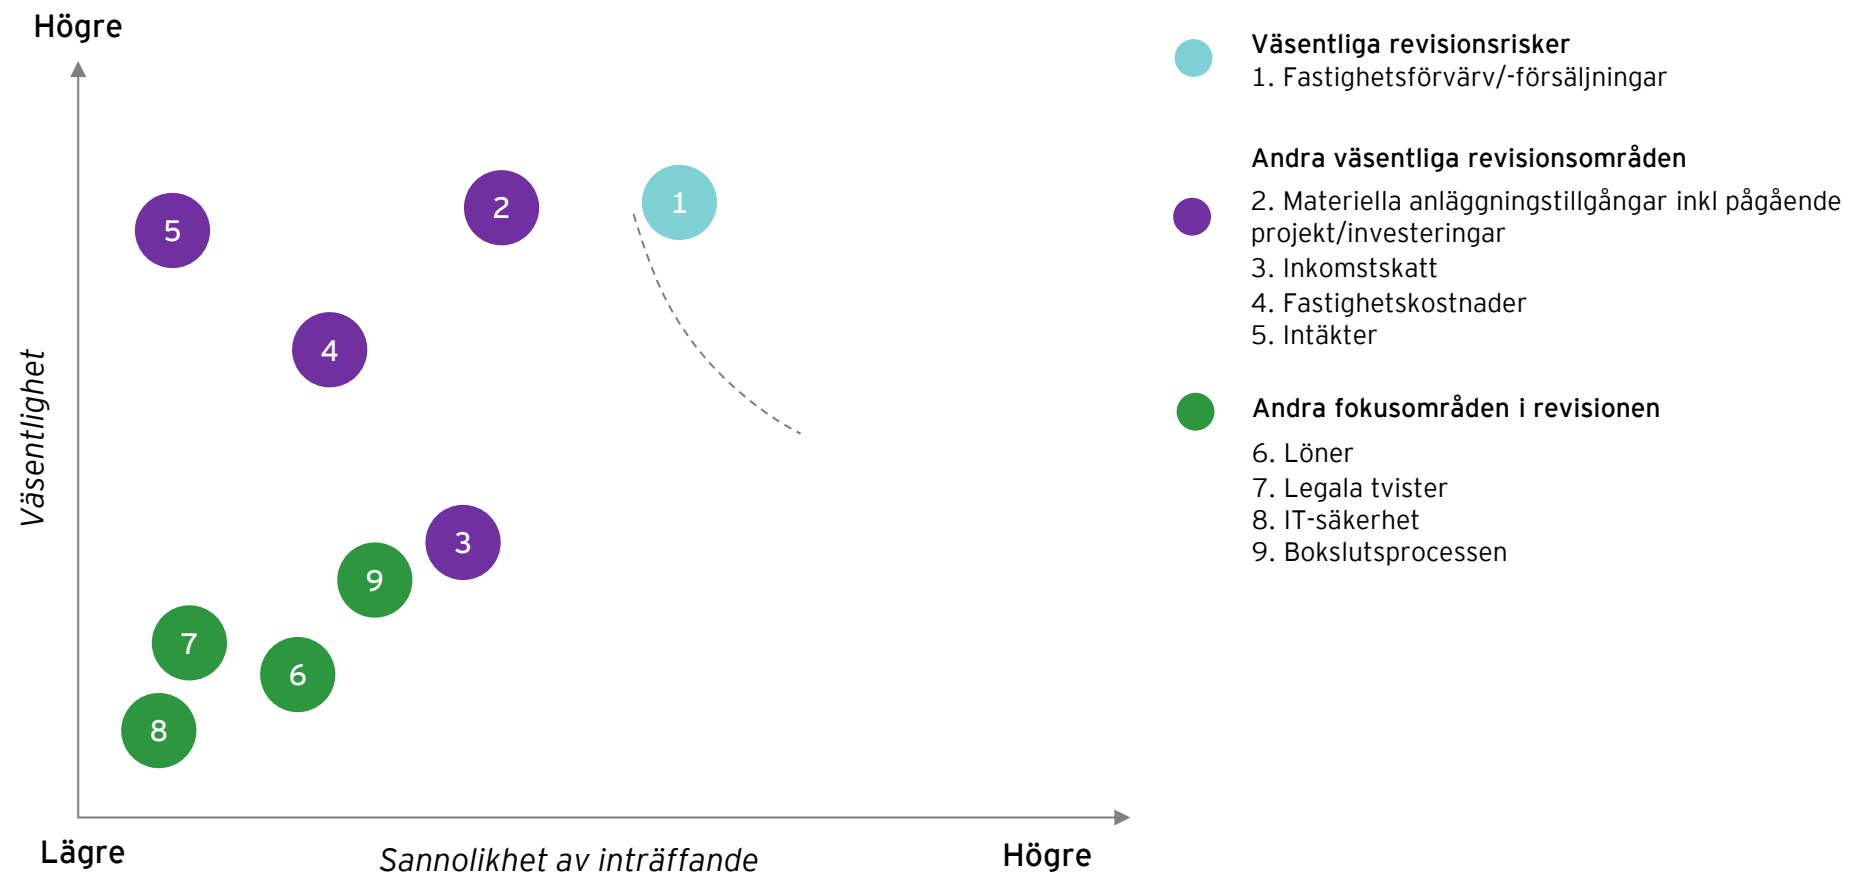 Högre
Väsentlighet
5
2
1
4
3
9
7
6
8
Lägre
Sannolikhet av inträffande
Högre
Väsentliga revisionsrisker
1. Fastighetsförvärv/-försäljningar
Andra väsentliga revisionsområden
2. Materiella anläggningstillgångar inkl pågående
projekt/investeringar
3. Inkomstskatt
4. Fastighetskostnader
5. Intäkter
Andra fokusområden i revisionen
6. Löner
7. Legala tvister
8. IT-säkerhet
9. Bokslutsprocessen